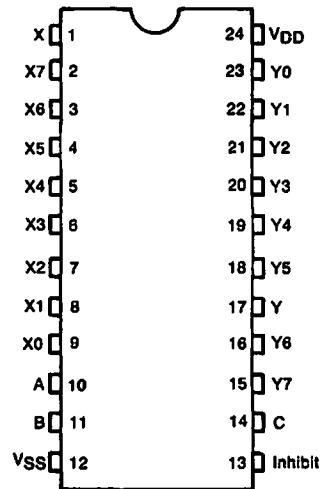 X 1 24 VDD
X7 2 23 Y0
X6 3 22 Y1
X5 4 21 Y2
X4 5 20 Y3
X3 6 19 Y4
X2 7 18 Y5
X1 8 17 Y
X0 9 16 Y6
A 10 15 Y7
B 11 14 C
VSS 12 13 Inhibit